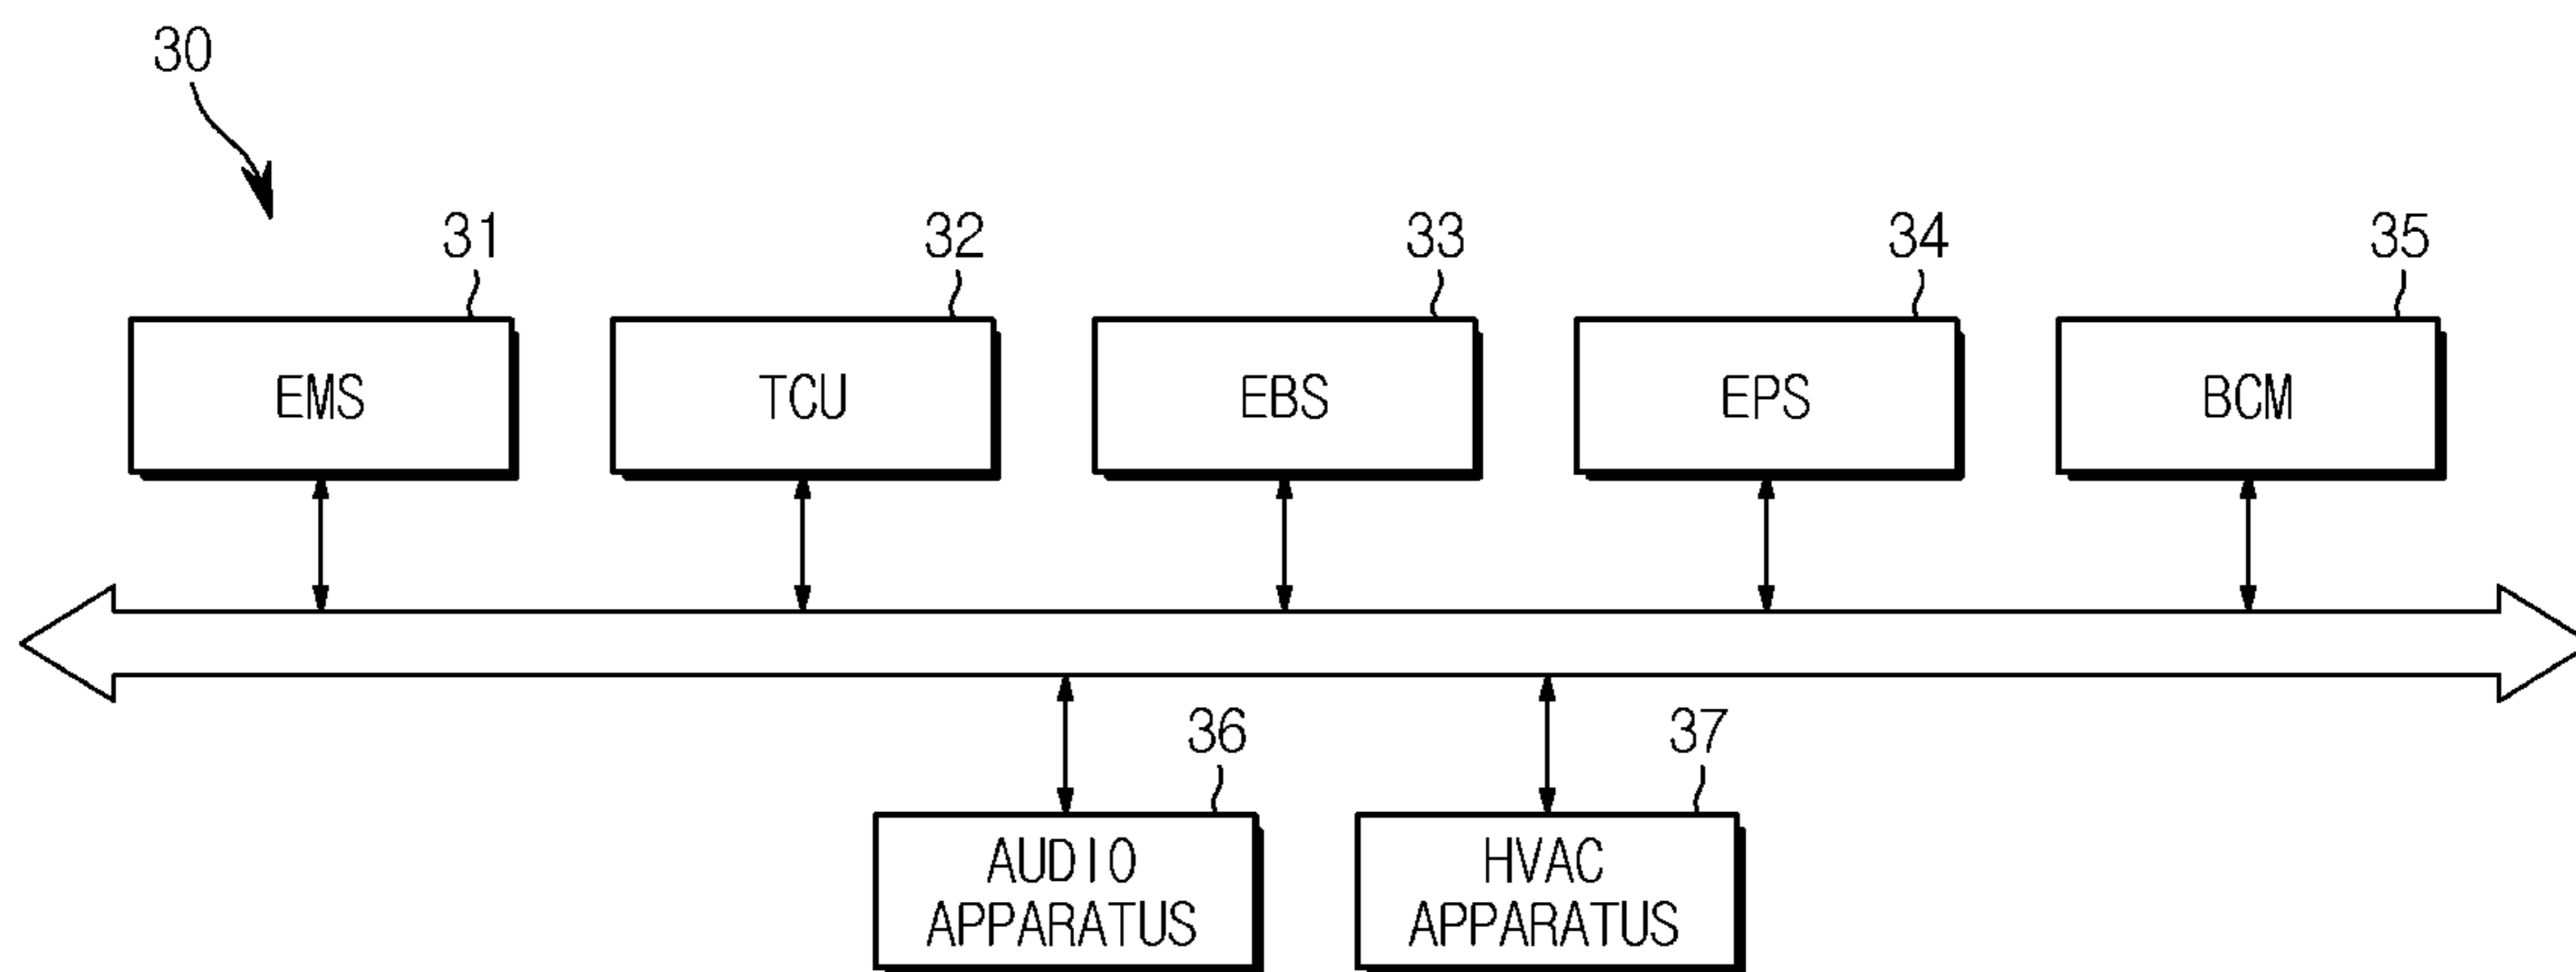 30
31
32
33
34
35
EMS
TCU
EBS
EPS
BCM
36
37
AUDIO
APPARATUS
HVAC
APPARATUS